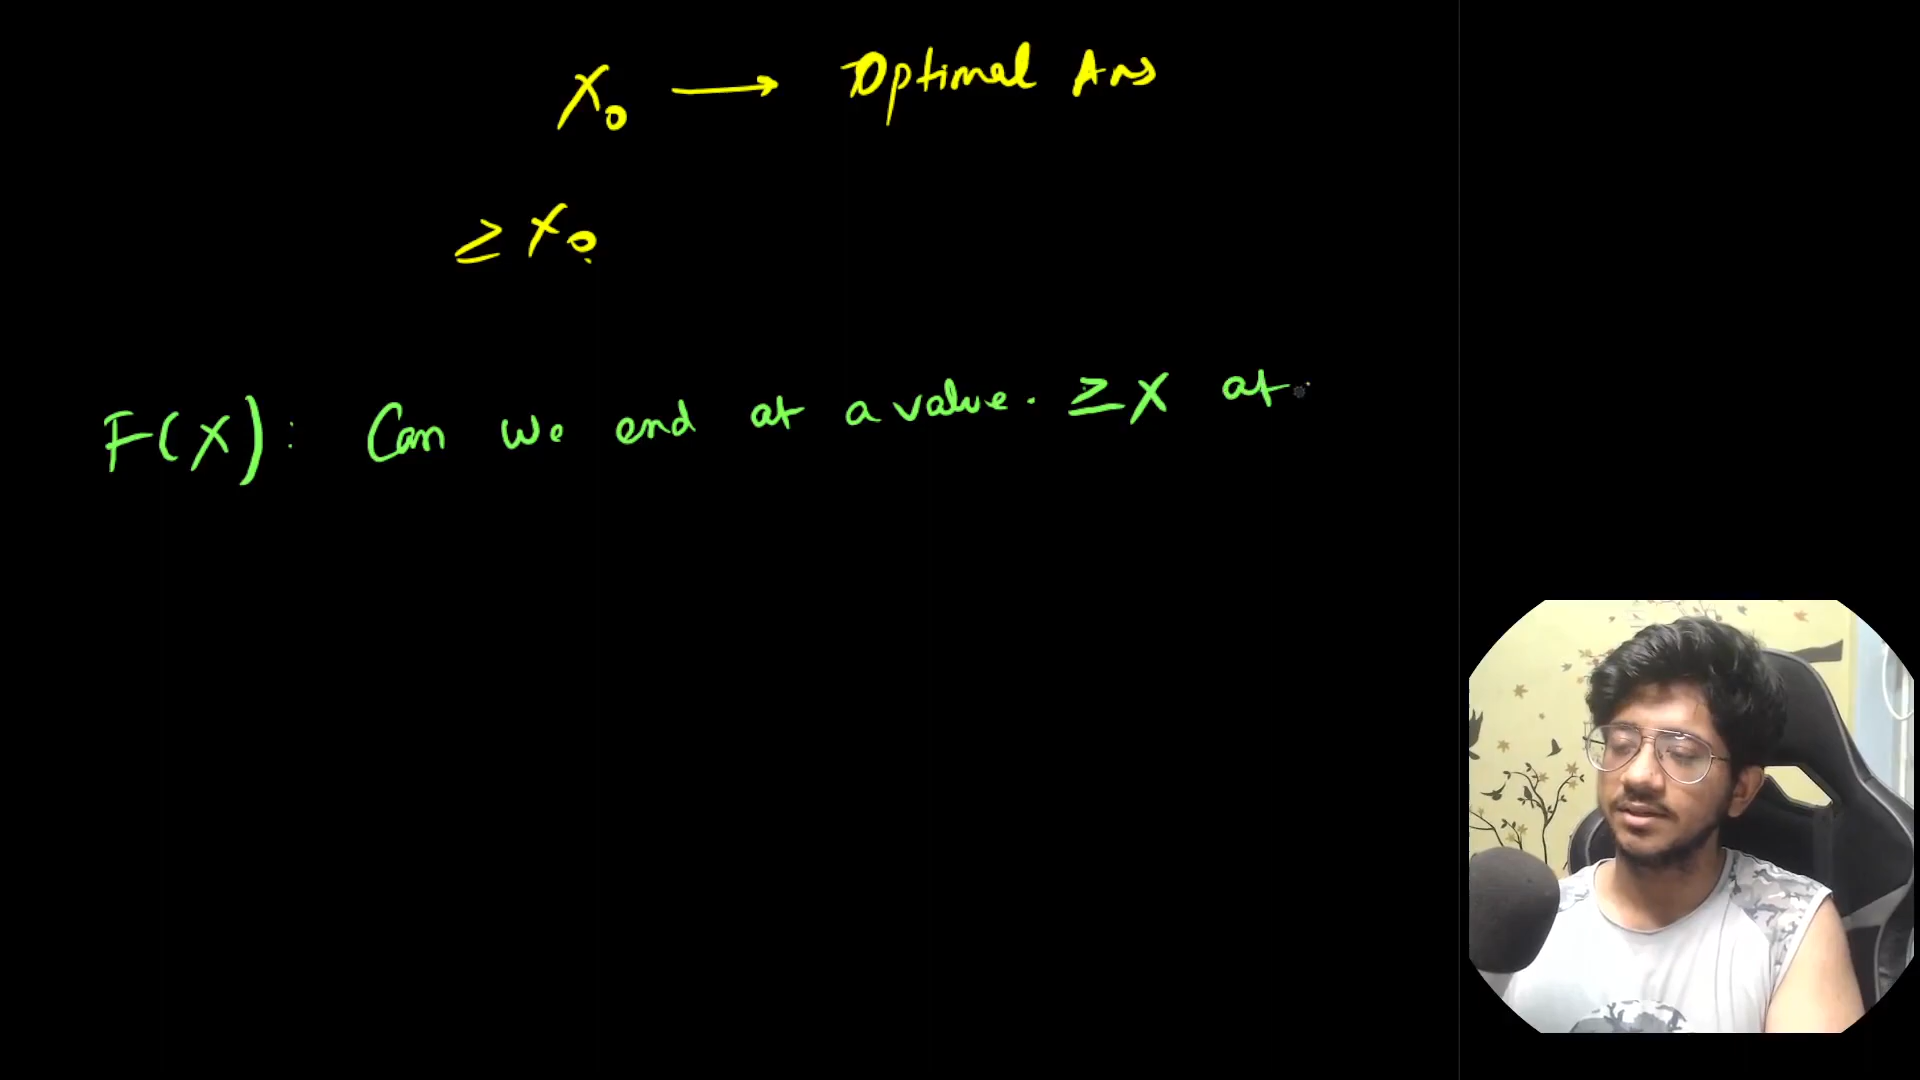 X₀ → Optimal Ans
≥ X₀
F(X): Can we end at a value. ≥ X at